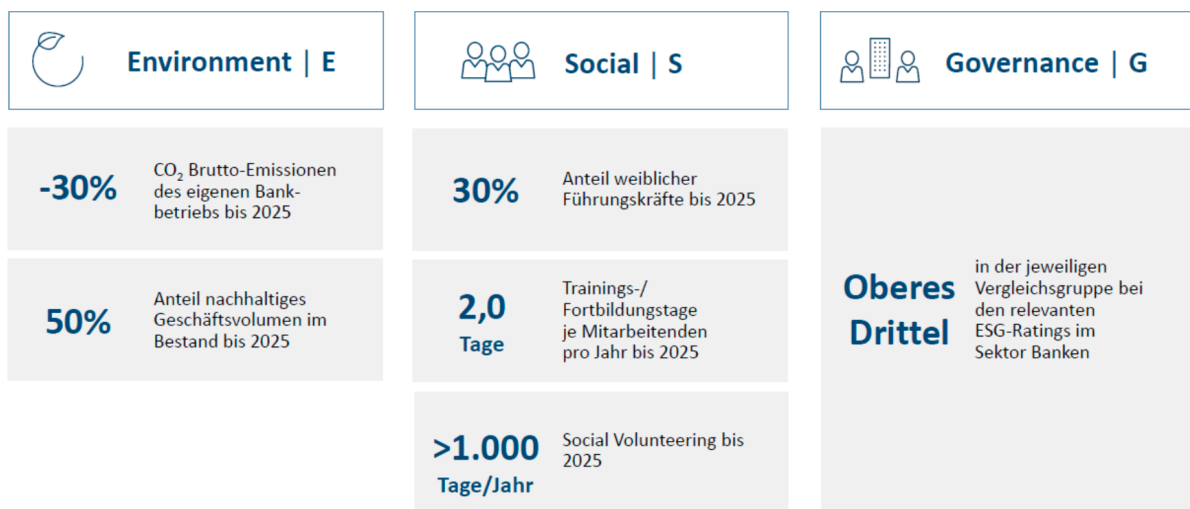 Environment | E
-30%
CO₂ Brutto-Emissionen
des eigenen Bank-
betriebs bis 2025
50%
Anteil nachhaltiges
Geschäftsvolumen im
Bestand bis 2025
Social | S
30%
Anteil weiblicher
Führungskräfte bis 2025
2,0
Tage
Trainings-/
Fortbildungstage
je Mitarbeitenden
pro Jahr bis 2025
>1.000
Tage/Jahr
Social Volunteering bis
2025
Governance | G
Oberes
Drittel
in der jeweiligen
Vergleichsgruppe bei
den relevanten
ESG-Ratings im
Sektor Banken